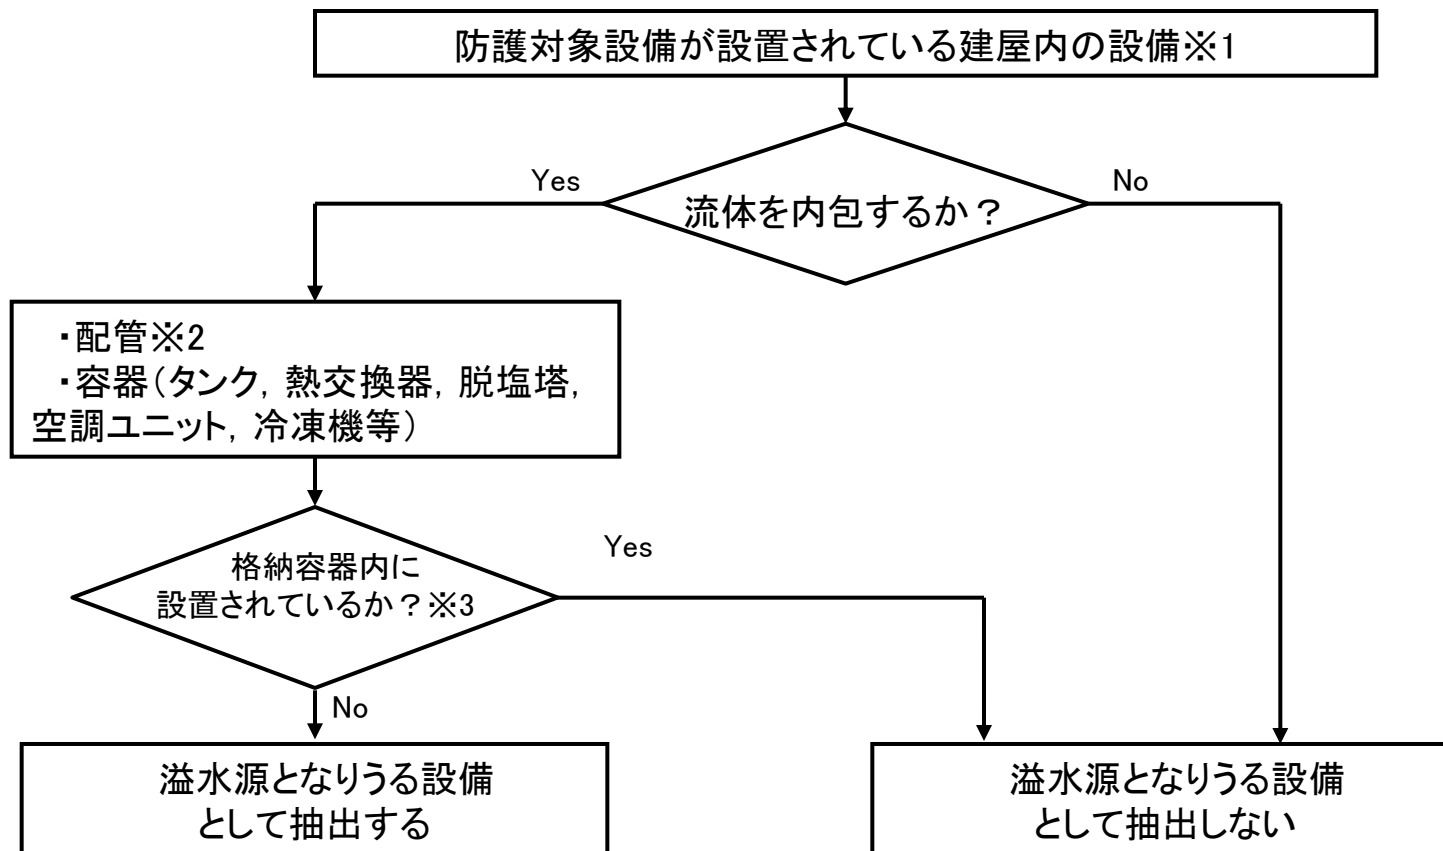 防護対象設備が設置されている建屋内の設備※1
Yes
No
流体を内包するか？
・配管※2
・容器（タンク, 熱交換器, 脱塩塔,
空調ユニット, 冷凍機等）
格納容器内に
設置されているか？※3
Yes
No
溢水源となりうる設備
として抽出する
溢水源となりうる設備
として抽出しない